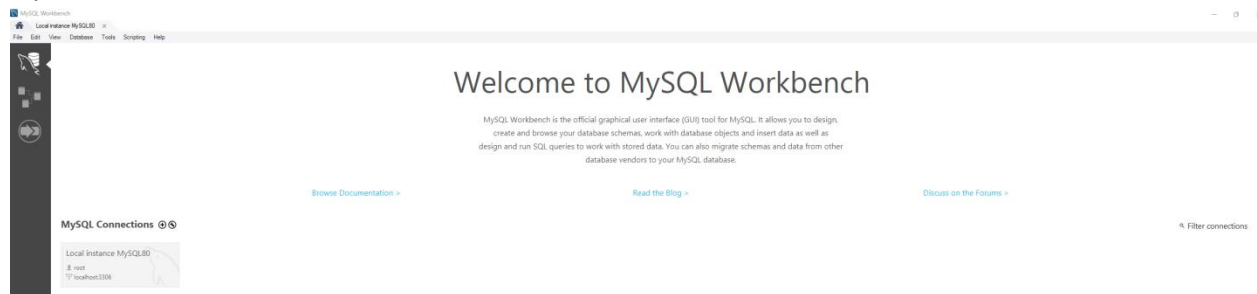 MySQL Workbench
Local instance MySQL80 ×
File Edit View Database Tools Scripting Help
Welcome to MySQL Workbench
MySQL Workbench is the official graphical user interface (GUI) tool for MySQL. It allows you to design,
create and browse your database schemas, work with database objects and insert data as well as
design and run SQL queries to work with stored data. You can also migrate schemas and data from other
database vendors to your MySQL database.
Browse Documentation > Read the Blog > Discuss on the Forums >
MySQL Connections Filter connections
Local instance MySQL80
root
localhost:3306